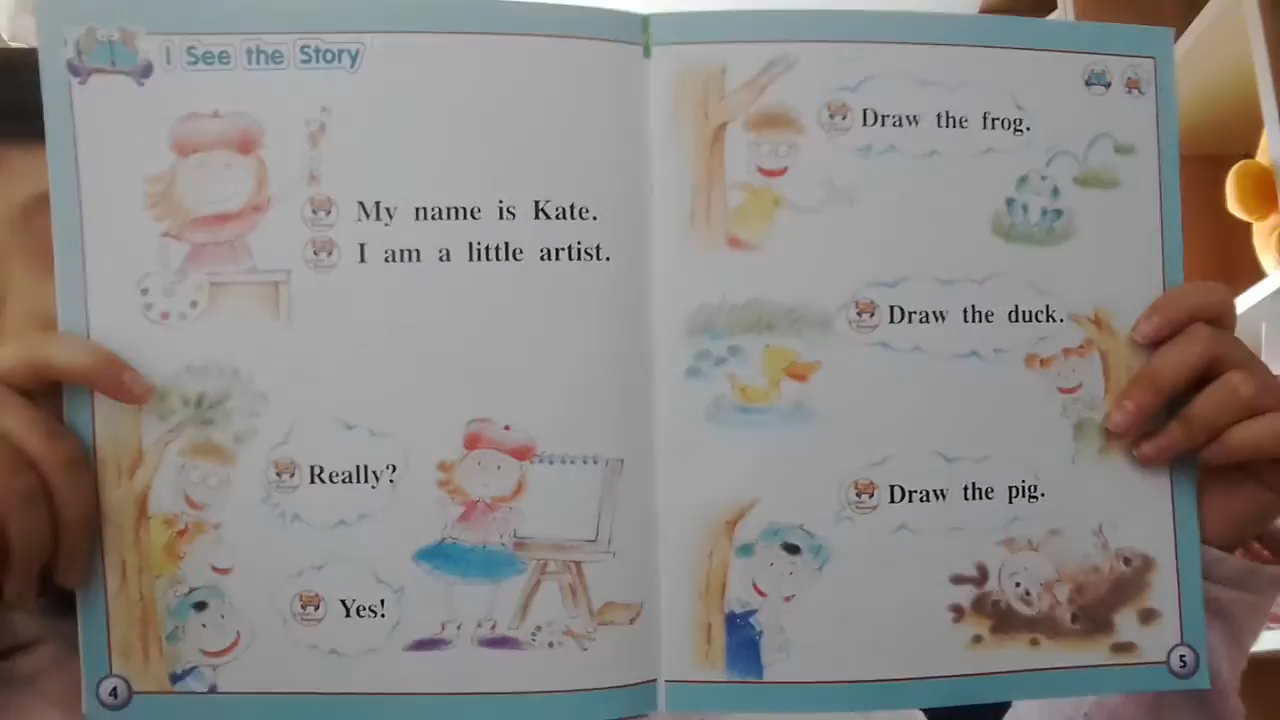 I See the Story
My name is Kate.
I am a little artist.
Really?
Yes!
4
Draw the frog.
Draw the duck.
Draw the pig.
5